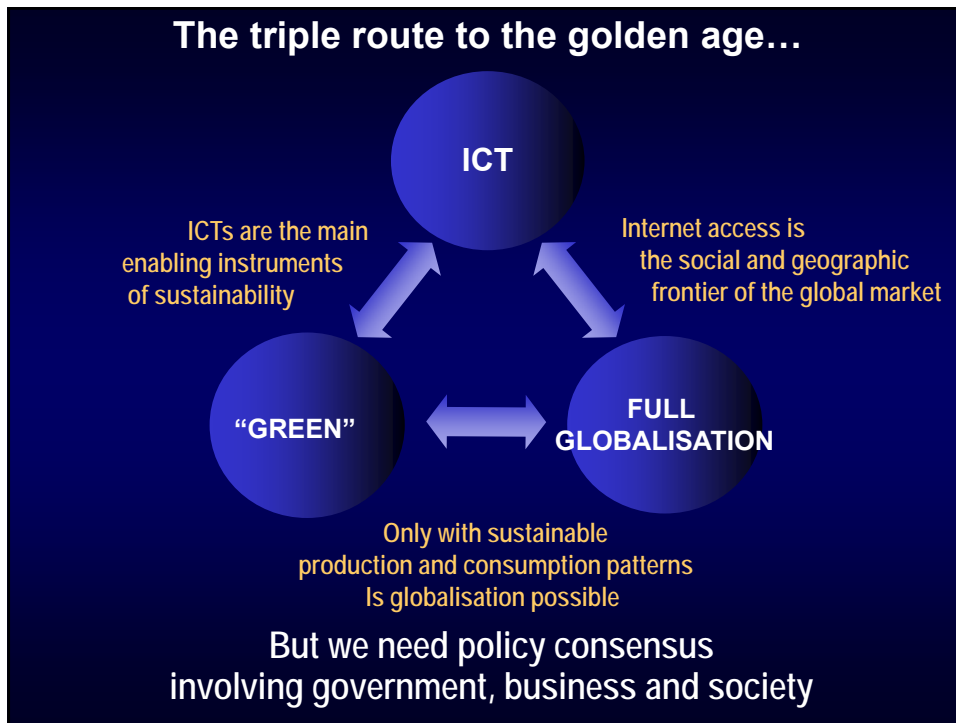 The triple route to the golden age…
ICT
ICTs are the main
enabling instruments
of sustainability
Internet access is
the social and geographic
frontier of the global market
“GREEN”
FULL
GLOBALISATION
Only with sustainable
production and consumption patterns
Is globalisation possible
But we need policy consensus
involving government, business and society